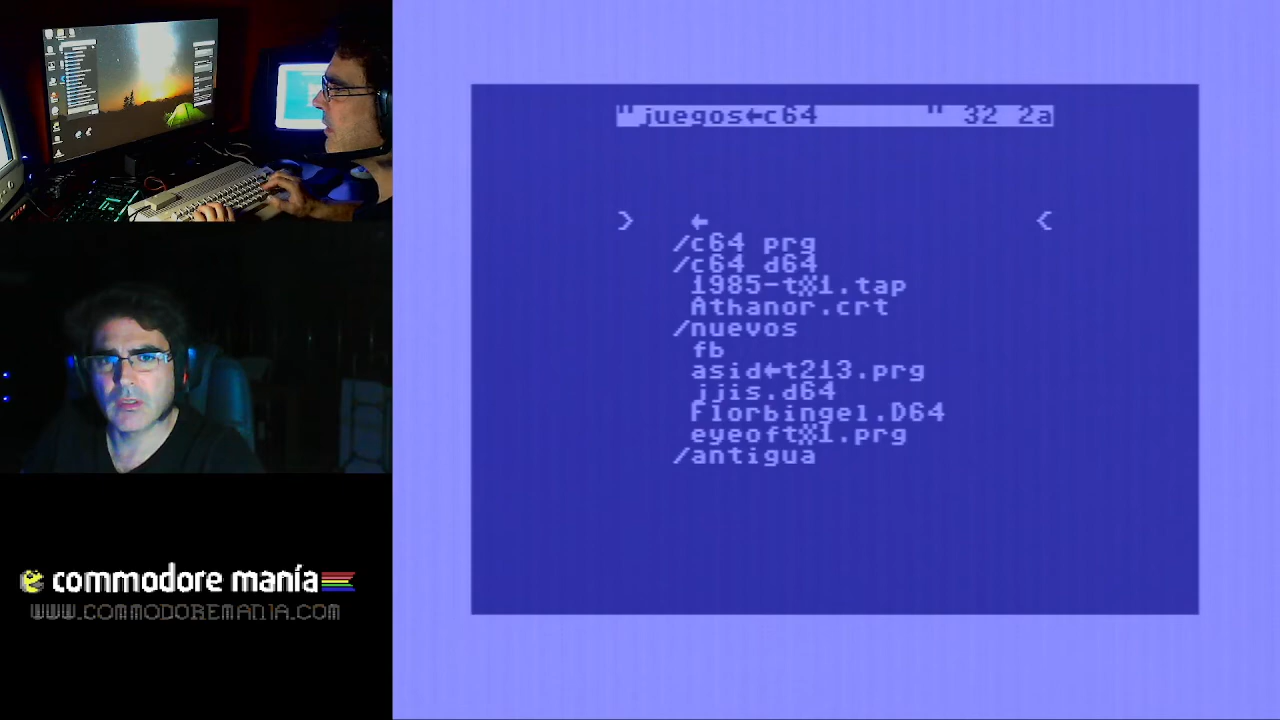 "juegos←c64 " 32 2a
> ← <
/c64 prg
/c64 d64
1985-t▒1.tap
Athanor.crt
/nuevos
fb
asid←t213.prg
jjis.d64
Florbingel.D64
eyeoft▒1.prg
/antigua
commodore manía
WWW.COMMODOREMANIA.COM